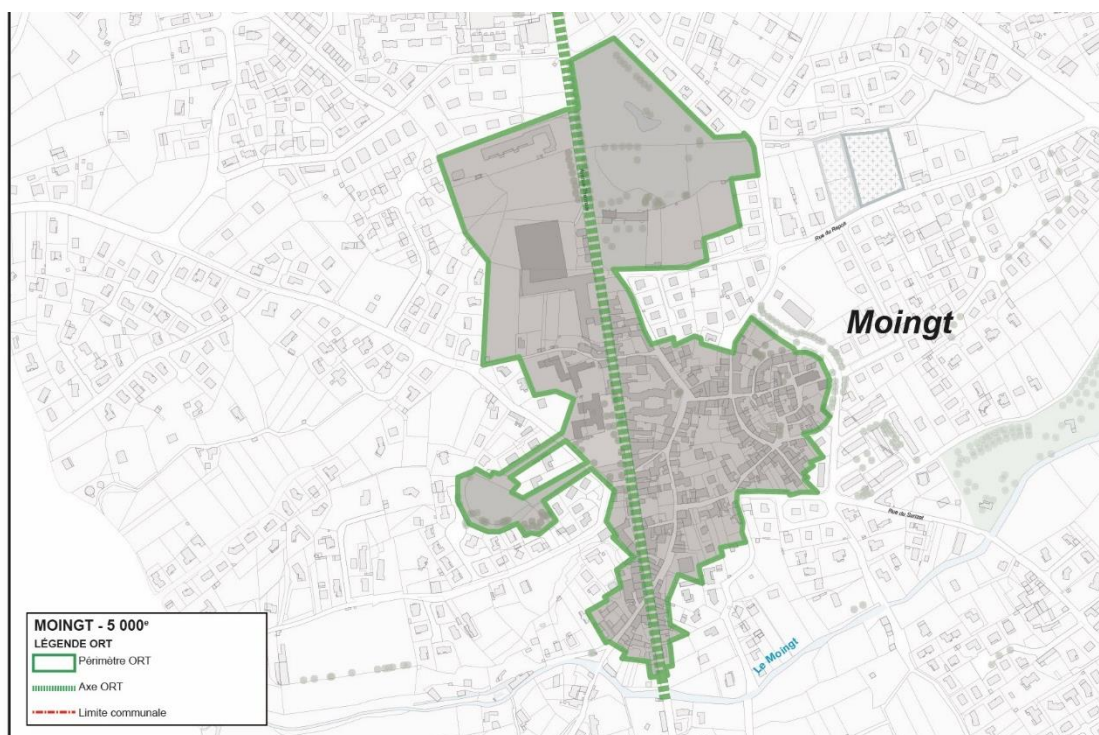 Rue du Repos
Moingt
Rue du Surizet
Le Moingt
MOINGT - 5 000e
LÉGENDE ORT
Périmètre ORT
Axe ORT
Limite communale